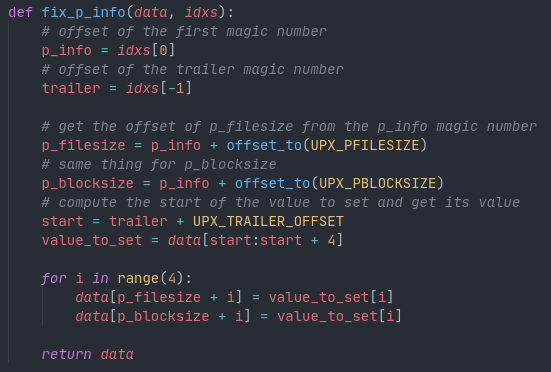 def fix_p_info(data, idxs):
    # offset of the first magic number
    p_info = idxs[0]
    # offset of the trailer magic number
    trailer = idxs[-1]

    # get the offset of p_filesize from the p_info magic number
    p_filesize = p_info + offset_to(UPX_PFILESIZE)
    # same thing for p_blocksize
    p_blocksize = p_info + offset_to(UPX_PBLOCKSIZE)
    # compute the start of the value to set and get its value
    start = trailer + UPX_TRAILER_OFFSET
    value_to_set = data[start:start + 4]

    for i in range(4):
        data[p_filesize + i] = value_to_set[i]
        data[p_blocksize + i] = value_to_set[i]

    return data